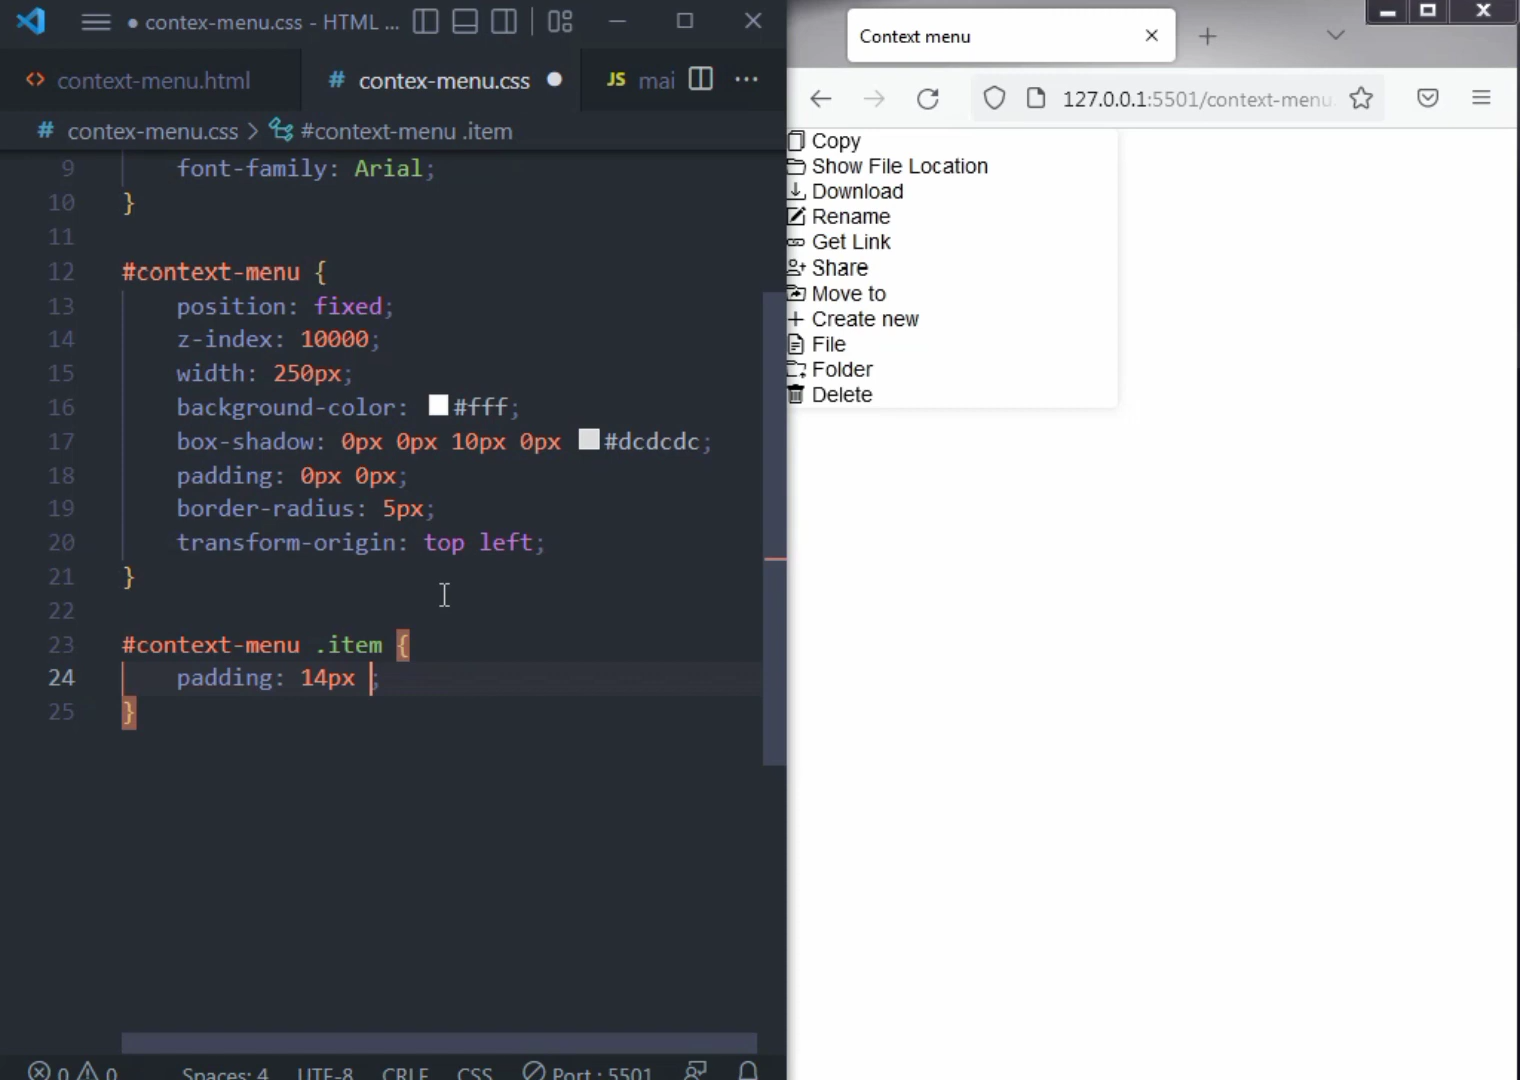 contex-menu.css - HTML ...
context-menu.html
# contex-menu.css
JS mai
# contex-menu.css > #context-menu .item
9 font-family: Arial;
10 }
11
12 #context-menu {
13 position: fixed;
14 z-index: 10000;
15 width: 250px;
16 background-color: #fff;
17 box-shadow: 0px 0px 10px 0px #dcdcdc;
18 padding: 0px 0px;
19 border-radius: 5px;
20 transform-origin: top left;
21 }
22
23 #context-menu .item {
24 padding: 14px ;
25 }
0 0 Spaces: 4 UTF-8 CRLF CSS Port : 5501
Context menu
127.0.0.1:5501/context-menu
Copy
Show File Location
Download
Rename
Get Link
Share
Move to
Create new
File
Folder
Delete